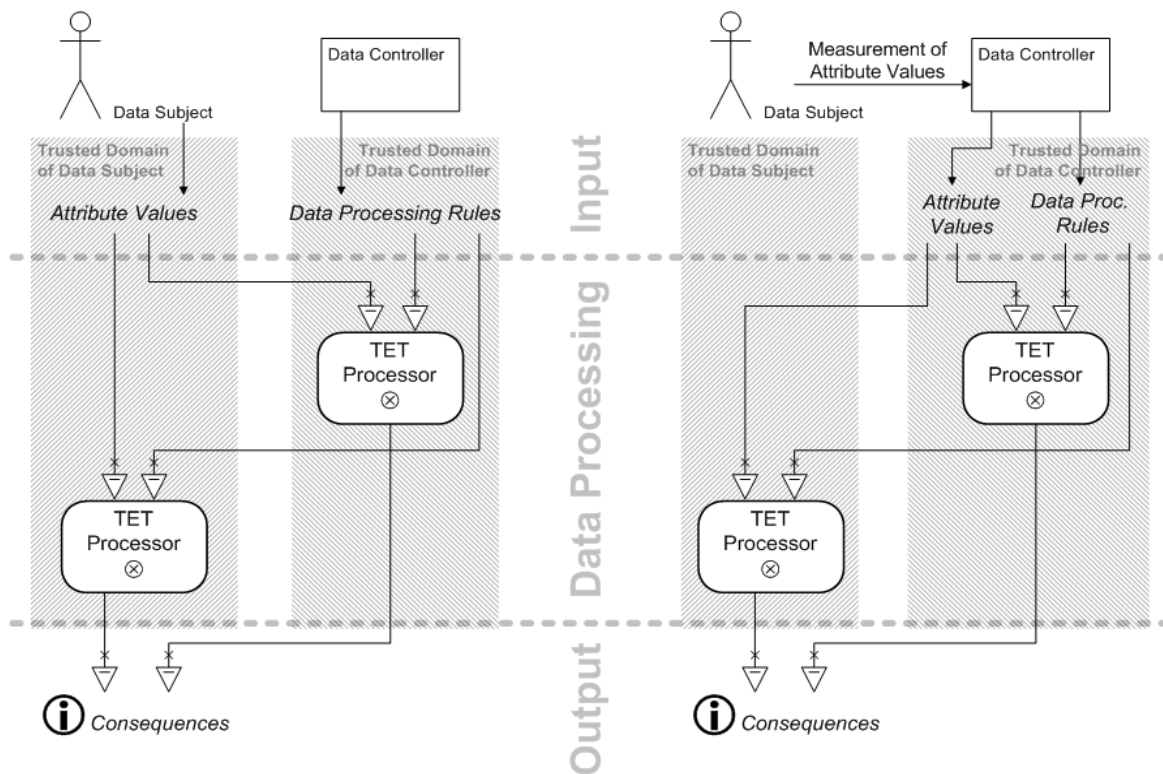 Data Subject
Data Controller
Trusted Domain
of Data Subject
Trusted Domain
of Data Controller
Attribute Values
Data Processing Rules
TET
Processor
TET
Processor
Consequences
Input
Data Processing
Output
Measurement of
Attribute Values
Data Controller
Data Subject
Trusted Domain
of Data Subject
Trusted Domain
of Data Controller
Attribute
Values
Data Proc.
Rules
TET
Processor
TET
Processor
Consequences